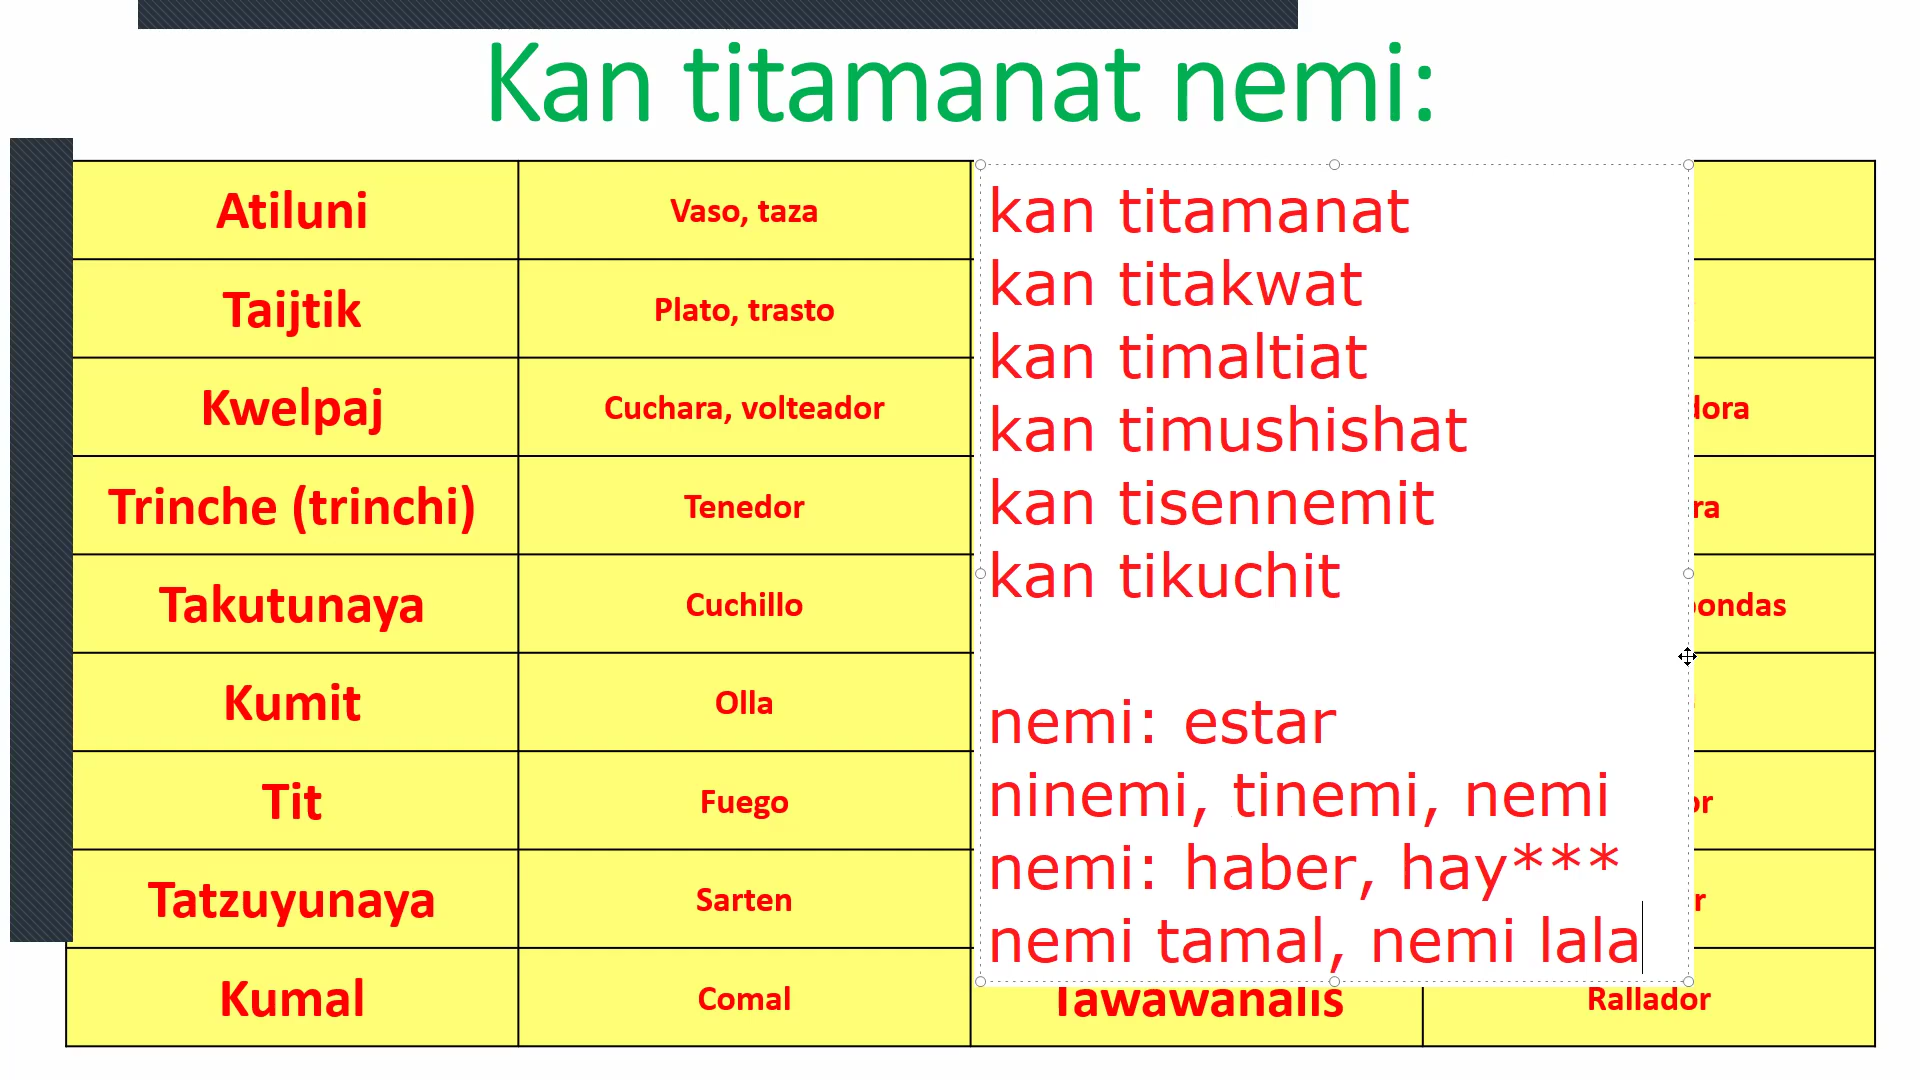 Kan titamanat nemi:
Atiluni Vaso, taza
Taijtik Plato, trasto
Kwelpaj Cuchara, volteador
Trinche (trinchi) Tenedor
Takutunaya Cuchillo
Kumit Olla
Tit Fuego
Tatzuyunaya Sarten
Kumal Comal Tawawanalis Rallador
kan titamanat
kan titakwat
kan timaltiat
kan timushishat
kan tisennemit
kan tikuchit
nemi: estar
ninemi, tinemi, nemi
nemi: haber, hay***
nemi tamal, nemi lala